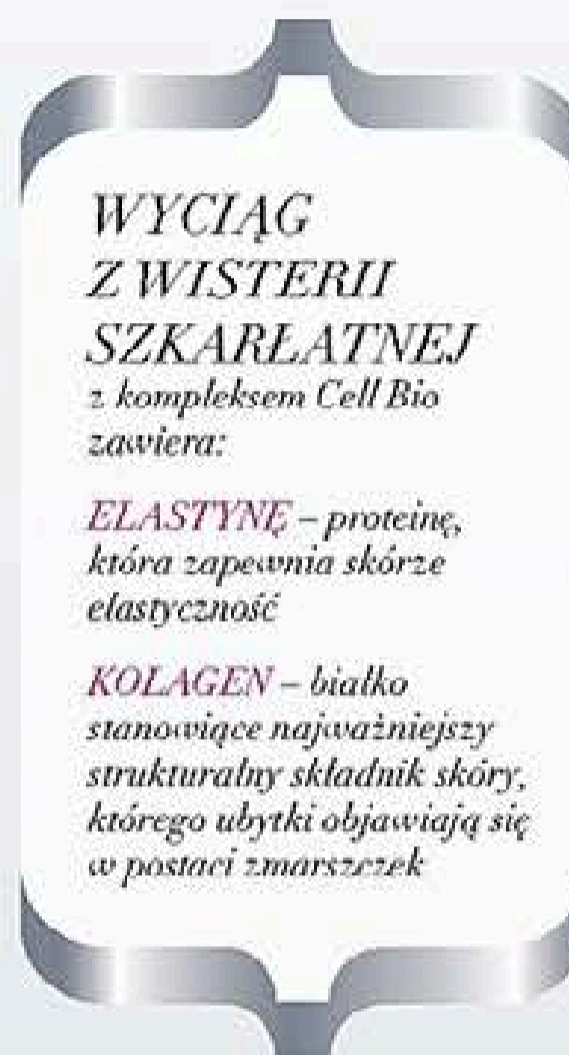 WYCIĄG
Z WISTERII
SZKARŁATNEJ
z kompleksem Cell Bio
zawiera:
ELASTYNĘ – proteinę,
która zapewnia skórze
elastyczność
KOLAGEN – białko
stanowiące najważniejszy
strukturalny składnik skóry,
którego ubytki objawiają się
w postaci zmarszczek